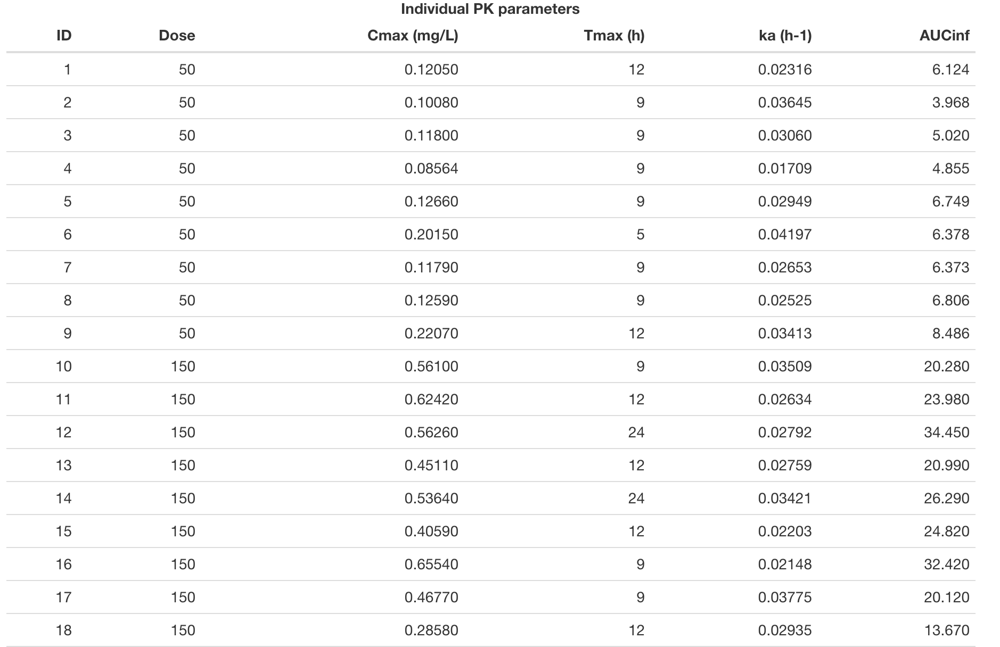 Individual PK parameters
ID Dose Cmax (mg/L) Tmax (h) ka (h-1) AUCinf
1 50 0.12050 12 0.02316 6.124
2 50 0.10080 9 0.03645 3.968
3 50 0.11800 9 0.03060 5.020
4 50 0.08564 9 0.01709 4.855
5 50 0.12660 9 0.02949 6.749
6 50 0.20150 5 0.04197 6.378
7 50 0.11790 9 0.02653 6.373
8 50 0.12590 9 0.02525 6.806
9 50 0.22070 12 0.03413 8.486
10 150 0.56100 9 0.03509 20.280
11 150 0.62420 12 0.02634 23.980
12 150 0.56260 24 0.02792 34.450
13 150 0.45110 12 0.02759 20.990
14 150 0.53640 24 0.03421 26.290
15 150 0.40590 12 0.02203 24.820
16 150 0.65540 9 0.02148 32.420
17 150 0.46770 9 0.03775 20.120
18 150 0.28580 12 0.02935 13.670